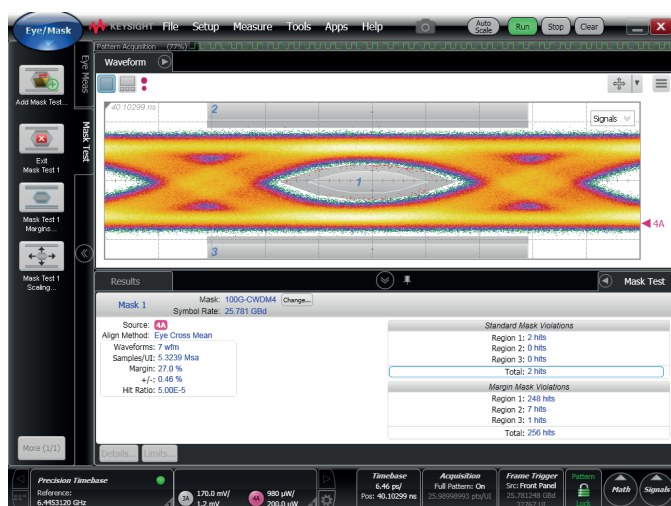 Eye/Mask
KEYSIGHT File Setup Measure Tools Apps Help
Auto Scale
Run
Stop
Clear
Pattern Acquisition (77%)
Waveform
Eye Meas
Mask Test
Add Mask Test...
Exit
Mask Test 1
Mask Test 1
Margins...
Mask Test 1
Scaling...
More (1/1)
40.10299 ns
Signals
2
1
3
4A
Results
Mask Test
Mask 1
Mask: 100G-CWDM4 Change...
Symbol Rate: 25.781 GBd
Source: 4A
Align Method: Eye Cross Mean
Waveforms: 7 wfm
Samples/UI: 5.3239 Msa
Margin: 27.0 %
+/-: 0.46 %
Hit Ratio: 5.00E-5
Standard Mask Violations
Region 1: 2 hits
Region 2: 0 hits
Region 3: 0 hits
Total: 2 hits
Margin Mask Violations
Region 1: 248 hits
Region 2: 7 hits
Region 3: 1 hits
Total: 256 hits
Details... Limits...
Precision Timebase
Reference:
6.4453120 GHz
3A 170.0 mV/
1.2 mV
4A 980 µW/
200.0 µW
Timebase
6.46 ps/
Pos: 40.10299 ns
Acquisition
Full Pattern: On
25.98998993 pts/UI
Frame Trigger
Src: Front Panel
25.781248 GBd
32767 UI
Pattern
Lock
Math
Signals